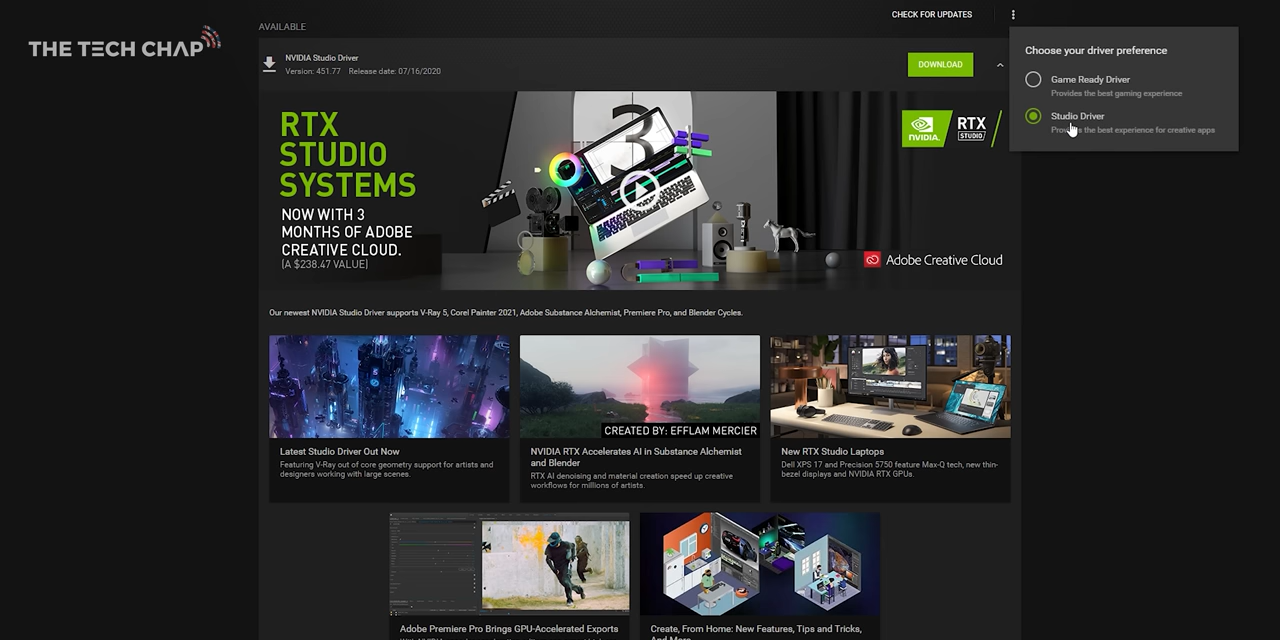 THE TECH CHAP
AVAILABLE
CHECK FOR UPDATES
NVIDIA Studio Driver
Version: 451.77 Release date: 07/16/2020
DOWNLOAD
Choose your driver preference
Game Ready Driver
Provides the best gaming experience
Studio Driver
Provides the best experience for creative apps
RTX
STUDIO
SYSTEMS
NOW WITH 3
MONTHS OF ADOBE
CREATIVE CLOUD.
(A $238.47 VALUE)
3
NVIDIA.
RTX
STUDIO
Adobe Creative Cloud
Our newest NVIDIA Studio Driver supports V-Ray 5, Corel Painter 2021, Adobe Substance Alchemist, Premiere Pro, and Blender Cycles.
CREATED BY: EFFLAM MERCIER
Latest Studio Driver Out Now
Featuring V-Ray out of core geometry support for artists and
designers working with large scenes.
NVIDIA RTX Accelerates AI in Substance Alchemist
and Blender
RTX AI denoising and material creation speed up creative
workflows for millions of artists.
New RTX Studio Laptops
Dell XPS 17 and Precision 5750 feature Max-Q tech, new thin-
bezel displays and NVIDIA RTX GPUs.
Adobe Premiere Pro Brings GPU-Accelerated Exports
Create, From Home: New Features, Tips and Tricks,
And More